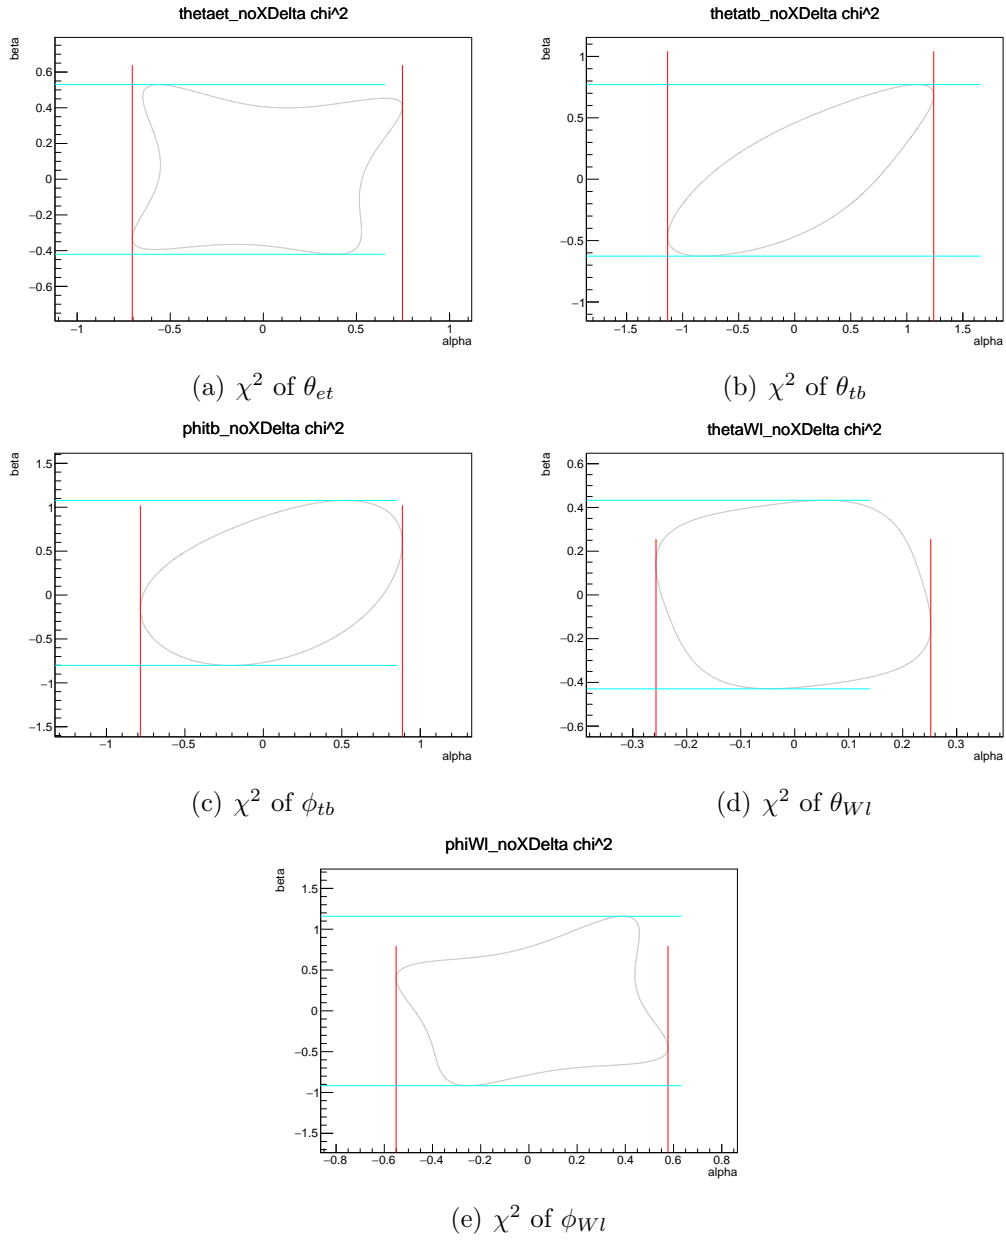 thetaet_noXDelta chi^2
beta
0.6
0.4
0.2
0
−0.2
−0.4
−0.6
−1 −0.5 0 0.5 1
alpha
(a) χ² of θ_et
thetatb_noXDelta chi^2
beta
1
0.5
0
−0.5
−1
−1.5 −1 −0.5 0 0.5 1 1.5
alpha
(b) χ² of θ_tb
phitb_noXDelta chi^2
beta
1.5
1
0.5
0
−0.5
−1
−1.5
−1 −0.5 0 0.5 1
alpha
(c) χ² of ϕ_tb
thetaWl_noXDelta chi^2
beta
0.6
0.4
0.2
0
−0.2
−0.4
−0.6
−0.3 −0.2 −0.1 0 0.1 0.2 0.3
alpha
(d) χ² of θ_Wl
phiWl_noXDelta chi^2
beta
1.5
1
0.5
0
−0.5
−1
−1.5
−0.8 −0.6 −0.4 −0.2 0 0.2 0.4 0.6 0.8
alpha
(e) χ² of ϕ_Wl